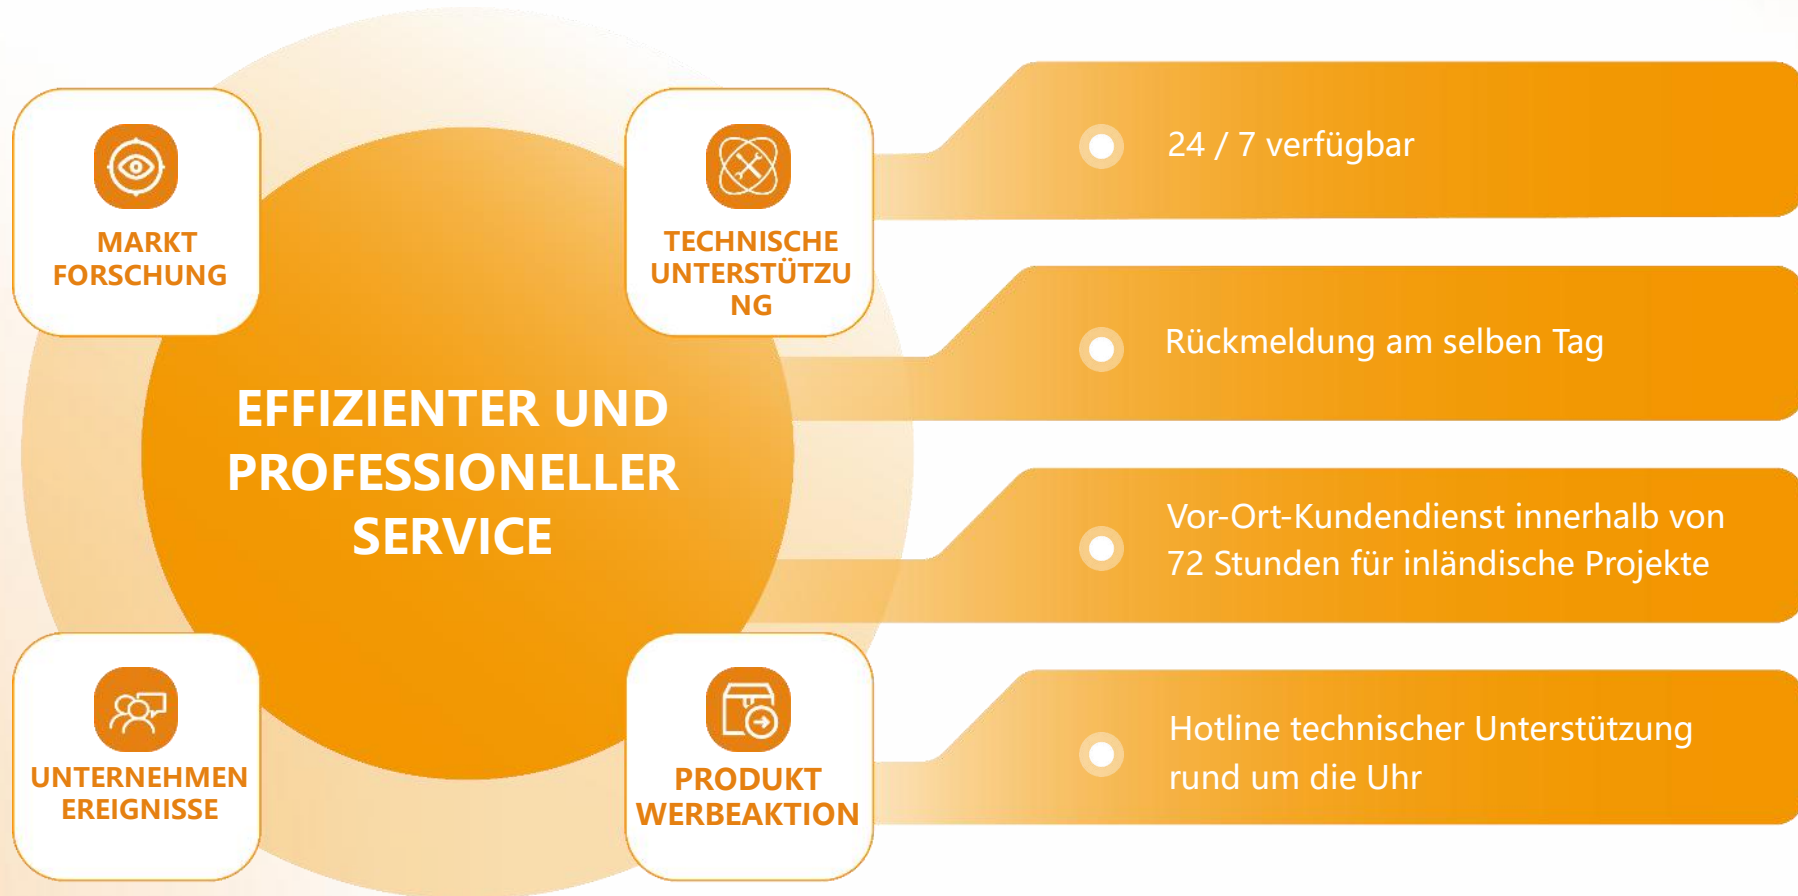 MARKT
FORSCHUNG
TECHNISCHE
UNTERSTÜTZU
NG
EFFIZIENTER UND
PROFESSIONELLER
SERVICE
UNTERNEHMEN
EREIGNISSE
PRODUKT
WERBEAKTION
24 / 7 verfügbar
Rückmeldung am selben Tag
Vor-Ort-Kundendienst innerhalb von
72 Stunden für inländische Projekte
Hotline technischer Unterstützung
rund um die Uhr